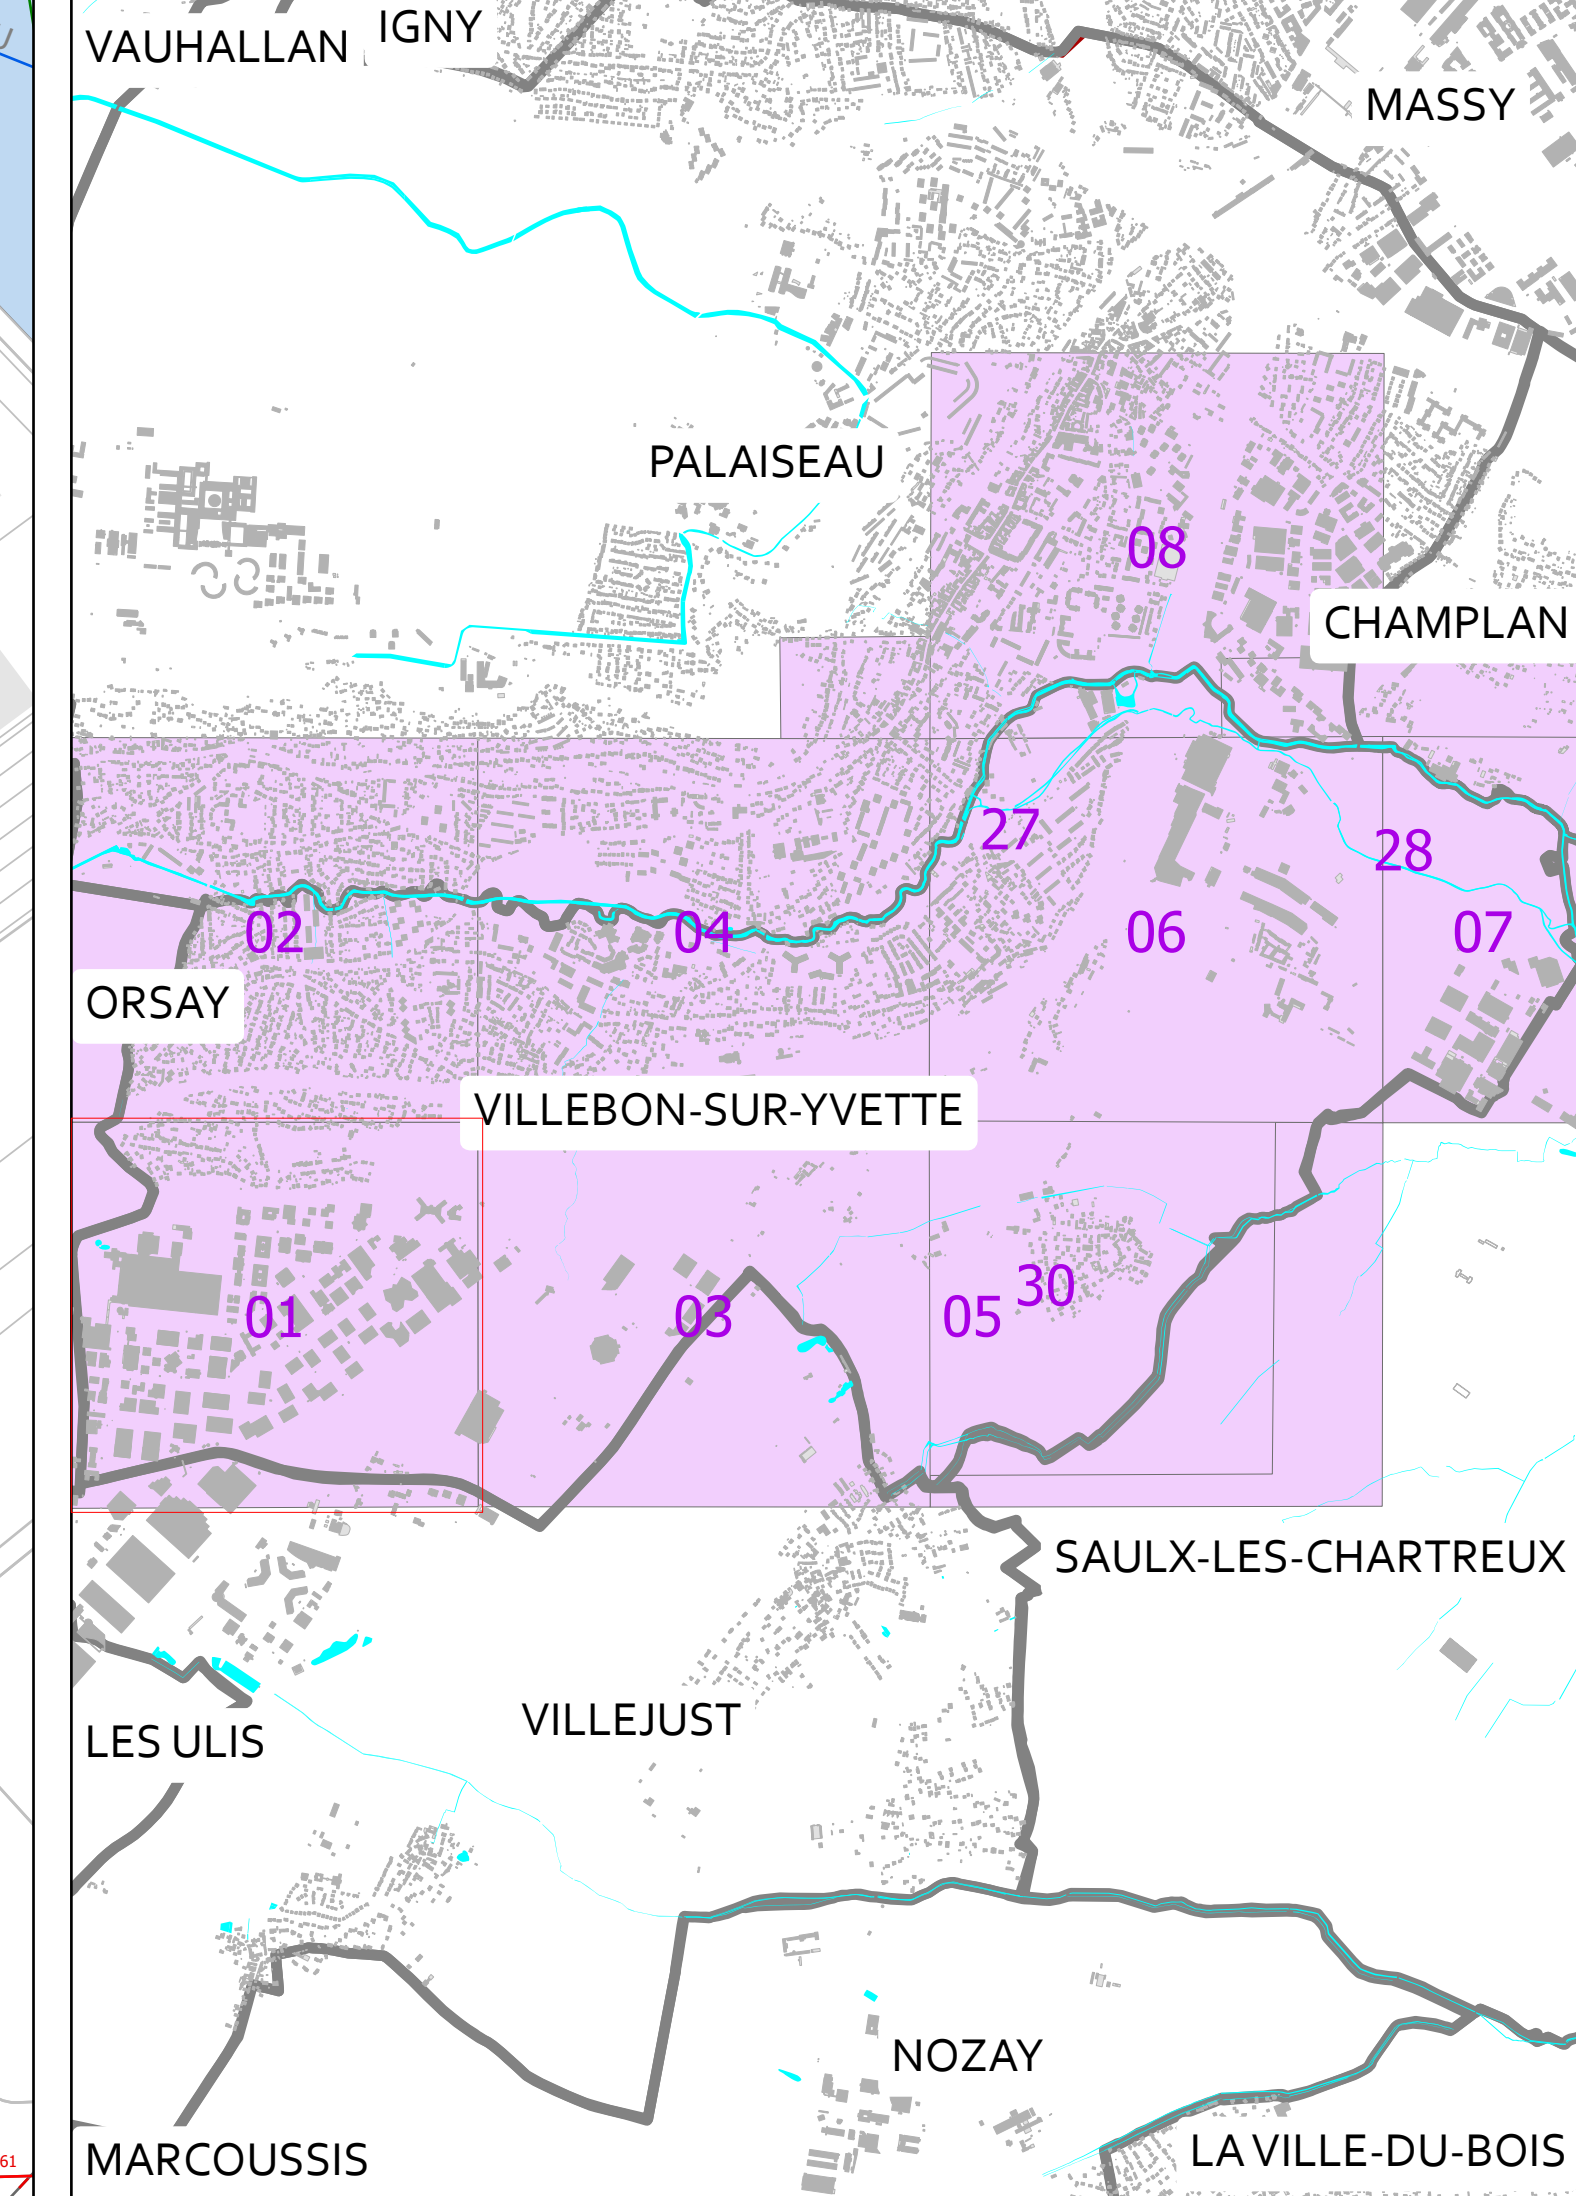 IGNY
VAUHALLAN
MASSY
PALAISEAU
08
CHAMPLAN
27
28
02
04
06
07
ORSAY
VILLEBON-SUR-YVETTE
30
01
03
05
SAULX-LES-CHARTREUX
VILLEJUST
LES ULIS
NOZAY
LA VILLE-DU-BOIS
MARCOUSSIS
61